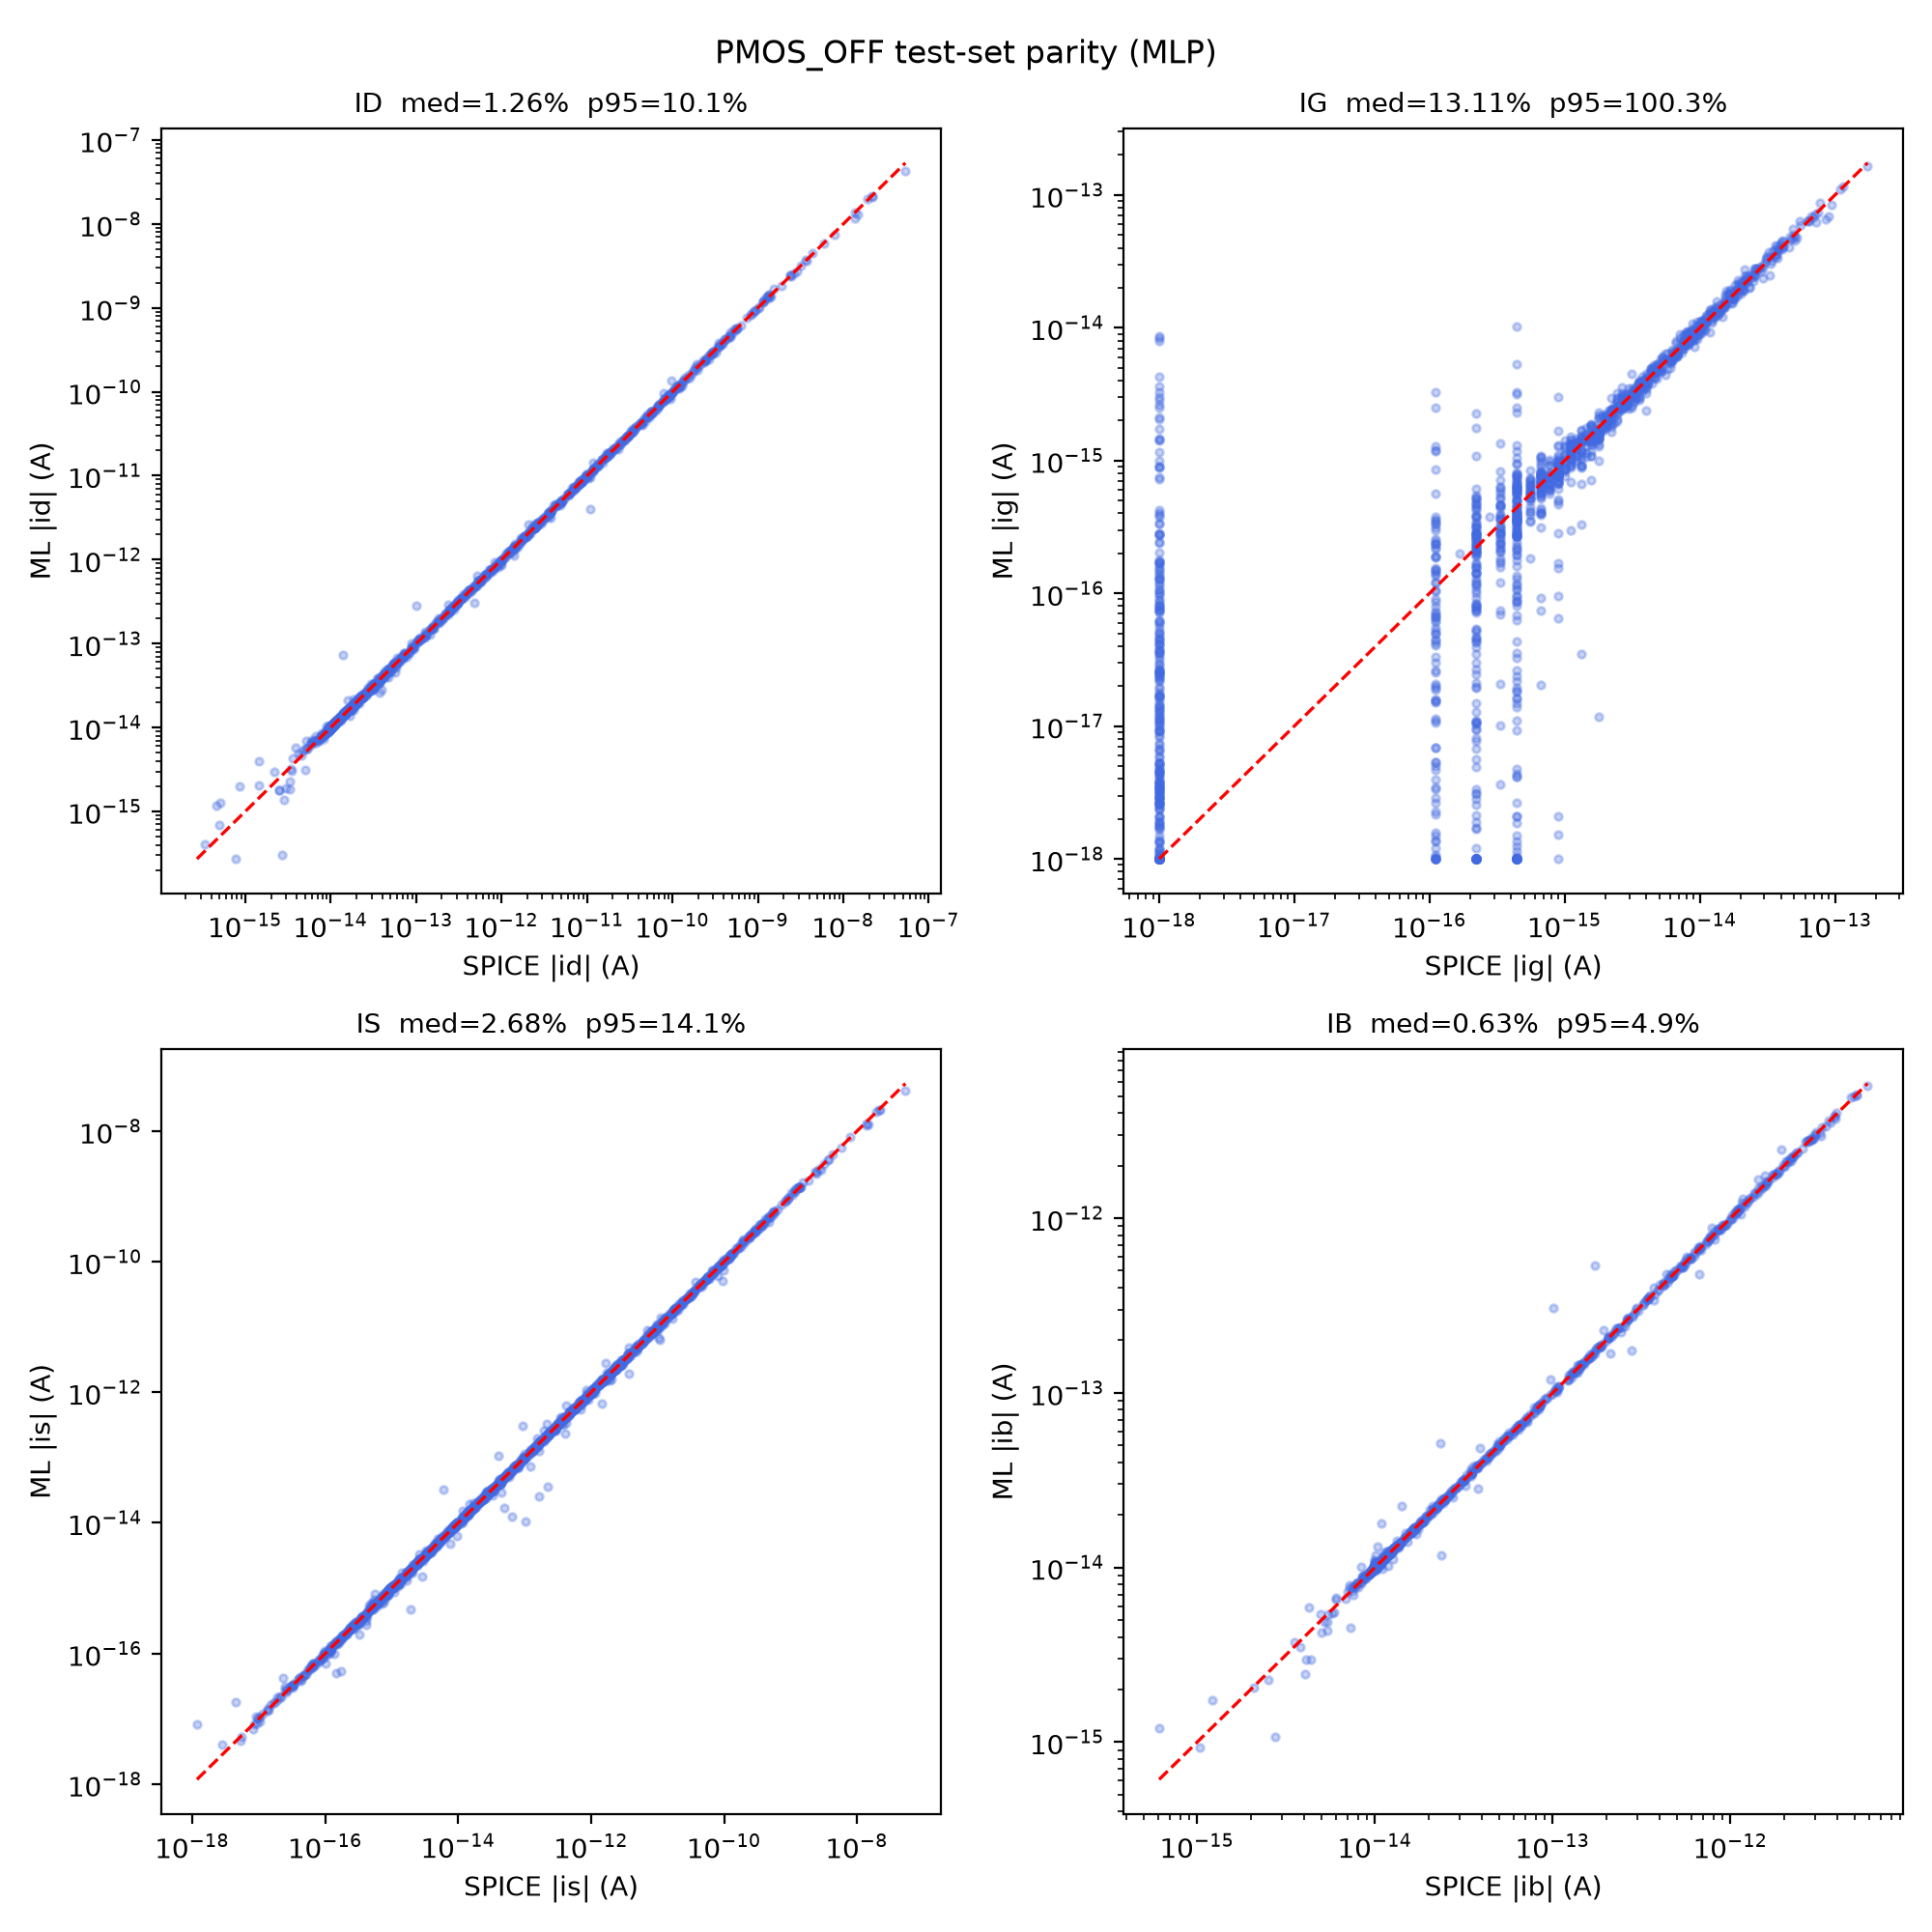 PMOS_OFF test-set parity (MLP)
ID  med=1.26%  p95=10.1%
10⁻⁷
10⁻⁸
10⁻⁹
10⁻¹⁰
10⁻¹¹
10⁻¹²
10⁻¹³
10⁻¹⁴
10⁻¹⁵
ML |id| (A)
10⁻¹⁵ 10⁻¹⁴ 10⁻¹³ 10⁻¹² 10⁻¹¹ 10⁻¹⁰ 10⁻⁹ 10⁻⁸ 10⁻⁷
SPICE |id| (A)
IG  med=13.11%  p95=100.3%
10⁻¹³
10⁻¹⁴
10⁻¹⁵
10⁻¹⁶
10⁻¹⁷
10⁻¹⁸
ML |ig| (A)
10⁻¹⁸ 10⁻¹⁷ 10⁻¹⁶ 10⁻¹⁵ 10⁻¹⁴ 10⁻¹³
SPICE |ig| (A)
IS  med=2.68%  p95=14.1%
10⁻⁸
10⁻¹⁰
10⁻¹²
10⁻¹⁴
10⁻¹⁶
10⁻¹⁸
ML |is| (A)
10⁻¹⁸ 10⁻¹⁶ 10⁻¹⁴ 10⁻¹² 10⁻¹⁰ 10⁻⁸
SPICE |is| (A)
IB  med=0.63%  p95=4.9%
10⁻¹²
10⁻¹³
10⁻¹⁴
10⁻¹⁵
ML |ib| (A)
10⁻¹⁵ 10⁻¹⁴ 10⁻¹³ 10⁻¹²
SPICE |ib| (A)